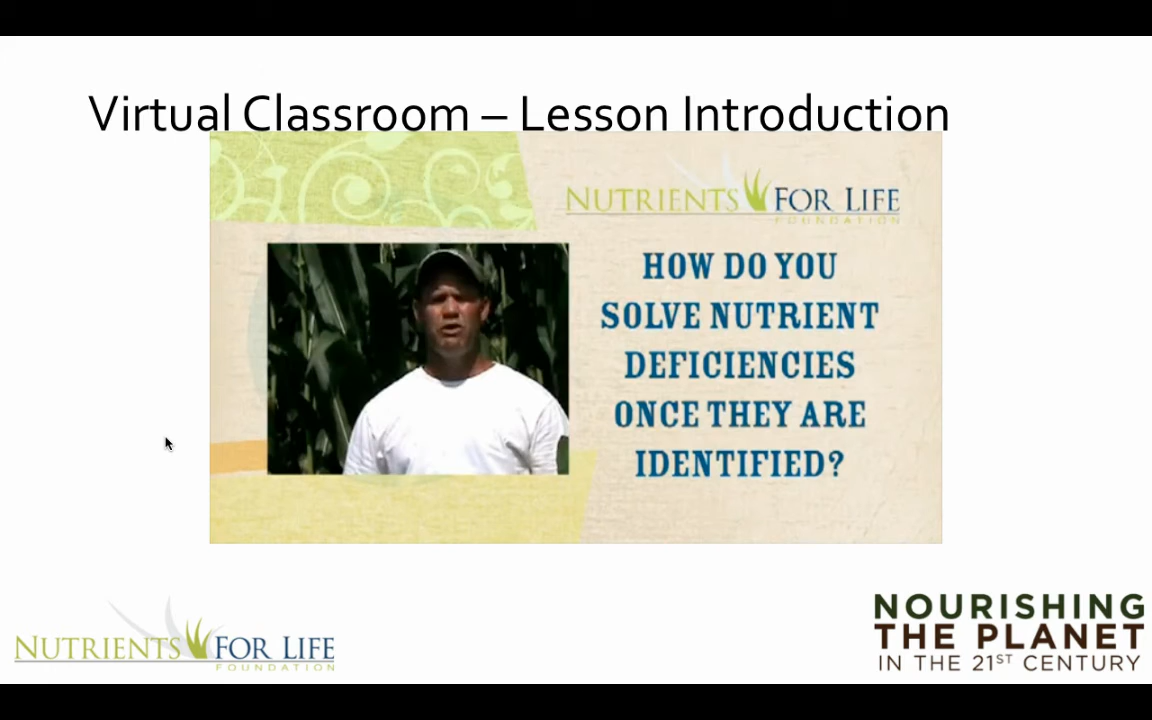 Virtual Classroom – Lesson Introduction
NUTRIENTS FOR LIFE
FOUNDATION
HOW DO YOU
SOLVE NUTRIENT
DEFICIENCIES
ONCE THEY ARE
IDENTIFIED?
NUTRIENTS FOR LIFE
FOUNDATION
NOURISHING
THE PLANET
IN THE 21ST CENTURY